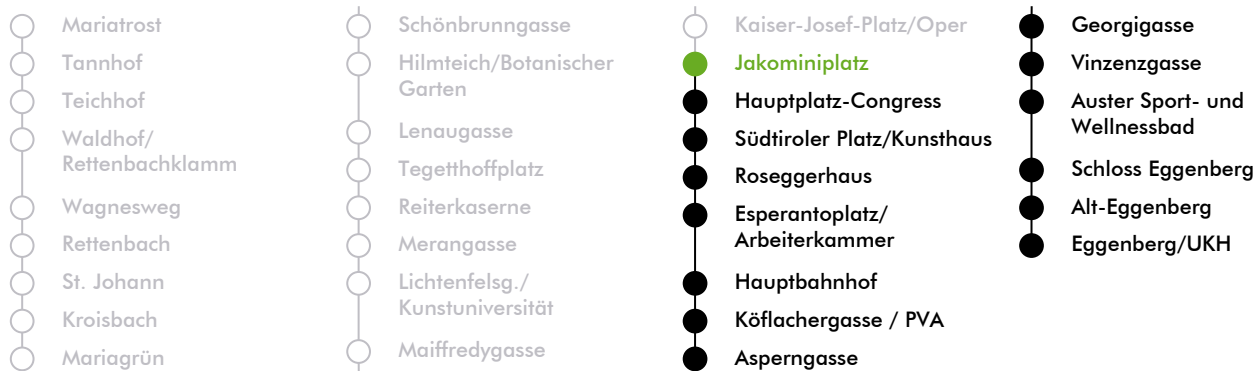 Mariatrost
Tannhof
Teichhof
Waldhof/
Rettenbachklamm
Wagnesweg
Rettenbach
St. Johann
Kroisbach
Mariagrün
Schönbrunngasse
Hilmteich/Botanischer
Garten
Lenaugasse
Tegetthoffplatz
Reiterkaserne
Merangasse
Lichtenfelsg./
Kunstuniversität
Maiffredygasse
Kaiser-Josef-Platz/Oper
Jakominiplatz
Hauptplatz-Congress
Südtiroler Platz/Kunsthaus
Roseggerhaus
Esperantoplatz/
Arbeiterkammer
Hauptbahnhof
Köflachergasse / PVA
Asperngasse
Georgigasse
Vinzenzgasse
Auster Sport- und
Wellnessbad
Schloss Eggenberg
Alt-Eggenberg
Eggenberg/UKH